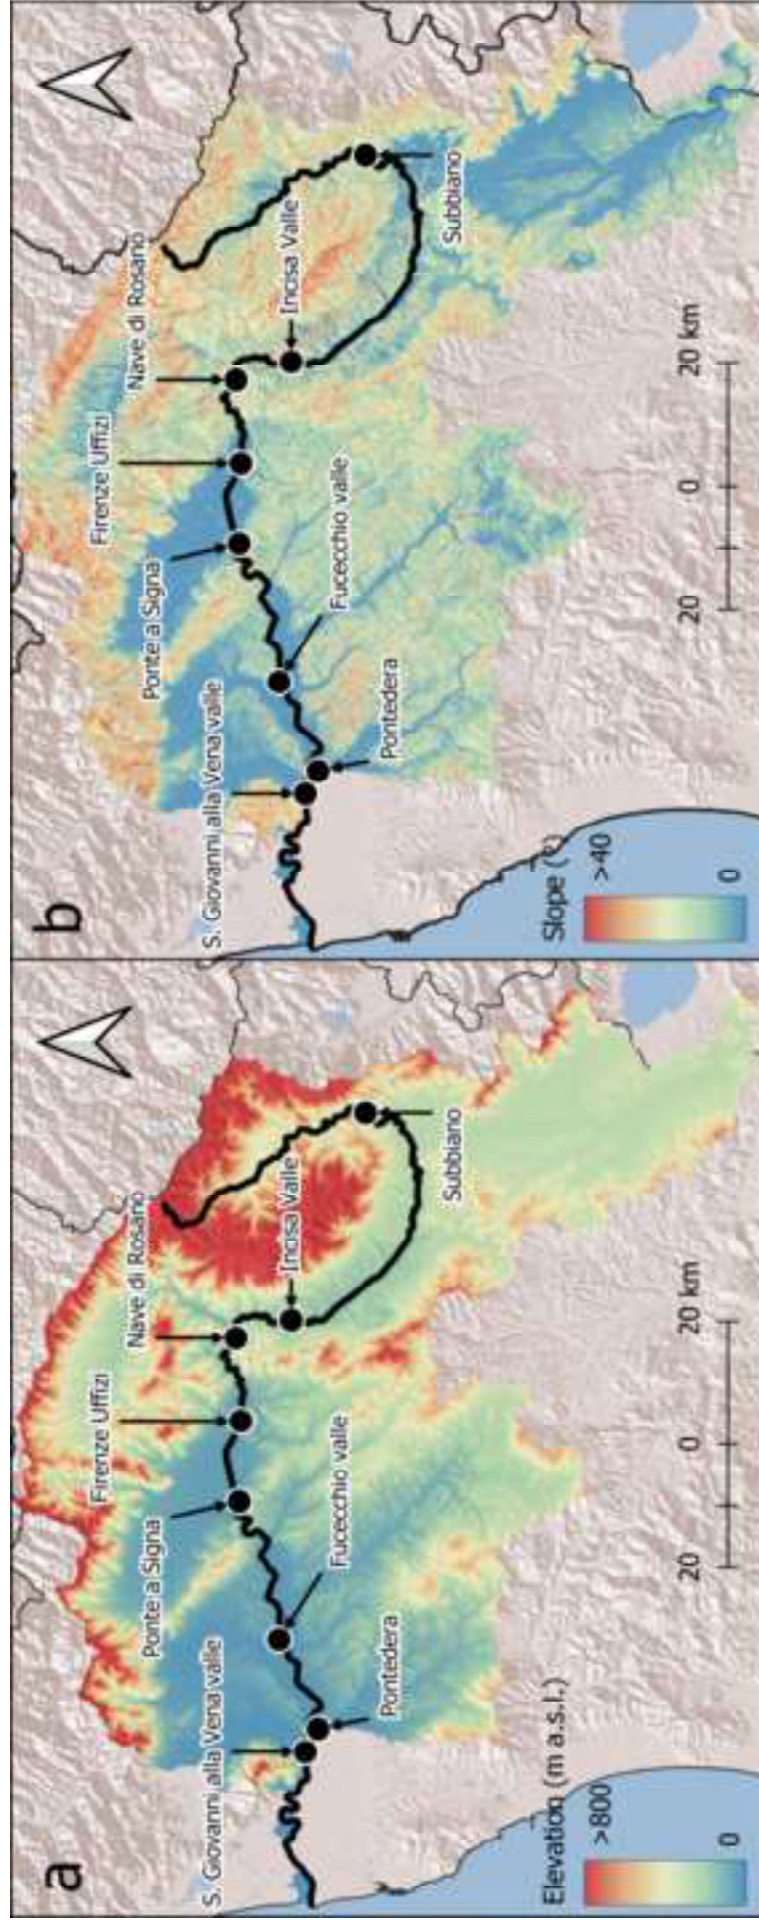 a
S. Giovanni alla Vena valle
Ponte a Signa
Firenze Uffizi
Nave di Rosano
Incisa Valle
Subbiano
Fucecchio valle
Pontedera
Elevation (m a.s.l.)
>800
0
20 0 20 km
b
S. Giovanni alla Vena valle
Ponte a Signa
Firenze Uffizi
Nave di Rosano
Incisa Valle
Subbiano
Fucecchio valle
Pontedera
Slope (°)
>40
0
20 0 20 km